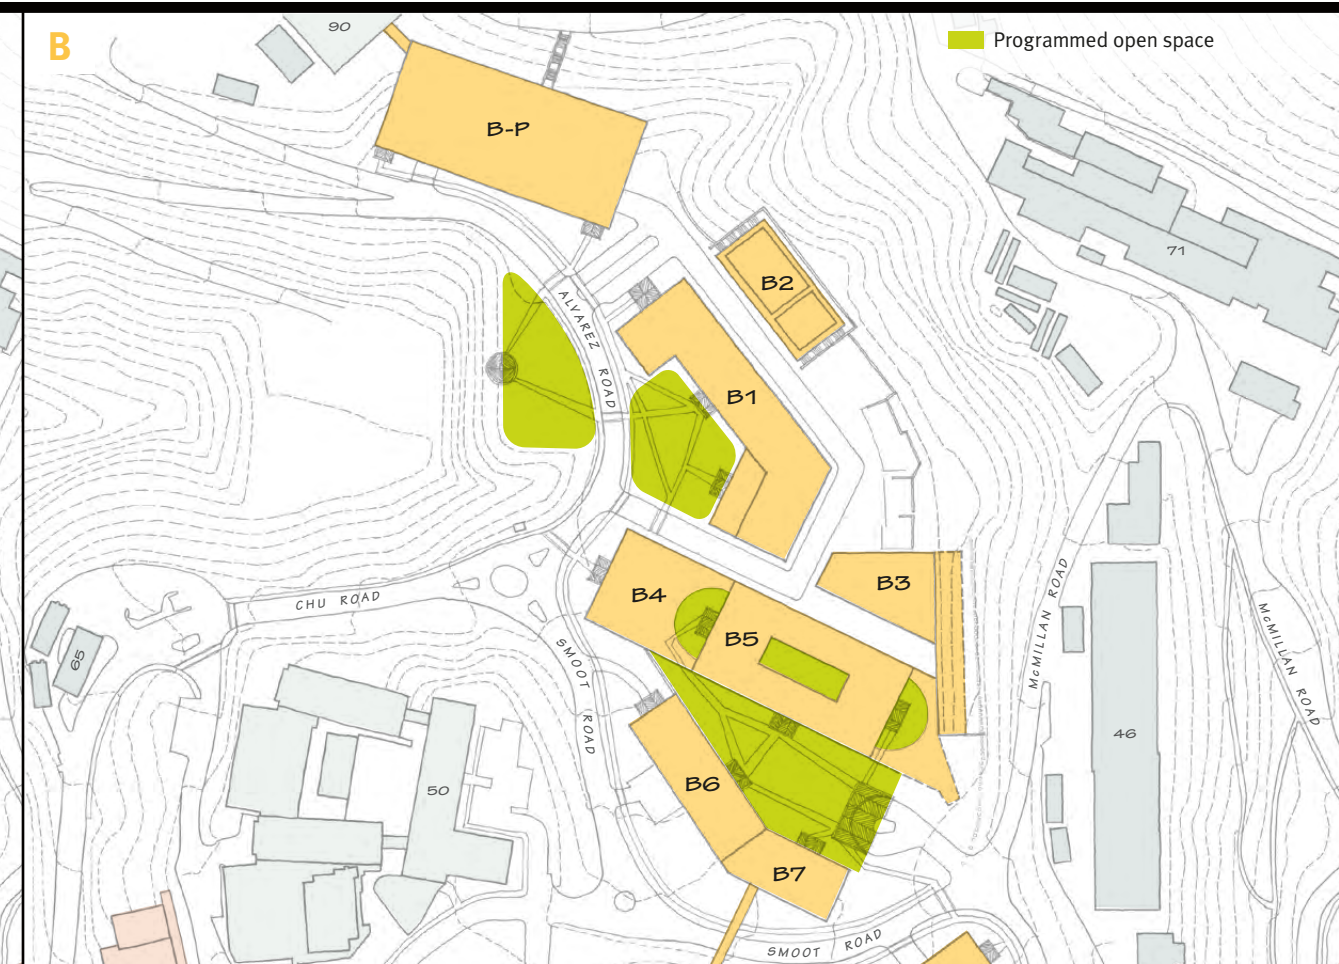 B
90
Programmed open space
B-P
71
B2
ALVAREZ ROAD
B1
B3
B4
CHU ROAD
B5
65
SMOOT ROAD
McMILLAN ROAD
McMILLAN ROAD
46
50
B6
B7
SMOOT ROAD